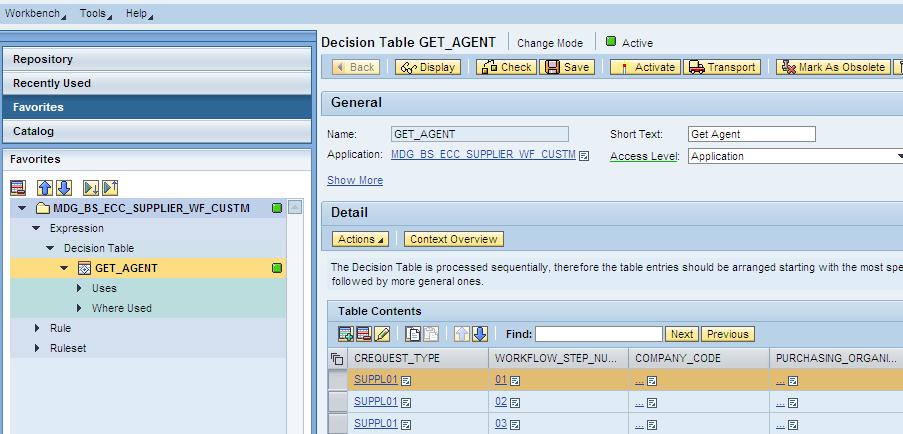 Workbench Tools Help
Repository
Recently Used
Favorites
Catalog
Favorites
MDG_BS_ECC_SUPPLIER_WF_CUSTM
Expression
Decision Table
GET_AGENT
Uses
Where Used
Rule
Ruleset
Decision Table GET_AGENT Change Mode Active
Back Display Check Save Activate Transport Mark As Obsolete
General
Name: GET_AGENT Short Text: Get Agent
Application: MDG_BS_ECC_SUPPLIER_WF_CUSTM Access Level: Application
Show More
Detail
Actions Context Overview
The Decision Table is processed sequentially, therefore the table entries should be arranged starting with the most spe
followed by more general ones.
Table Contents
Find: Next Previous
CREQUEST_TYPE WORKFLOW_STEP_NU... COMPANY_CODE PURCHASING_ORGANI...
SUPPL01 01 ... ...
SUPPL01 02 ... ...
SUPPL01 03 ... ...